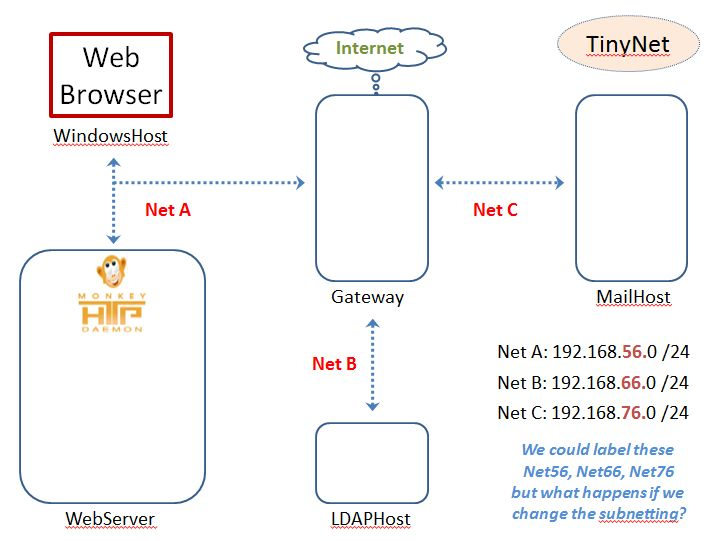 Web
Browser
WindowsHost
Internet
TinyNet
Net A
Net C
MONKEY
HTTP
DAEMON
Gateway
MailHost
Net B
Net A: 192.168.56.0 /24
Net B: 192.168.66.0 /24
Net C: 192.168.76.0 /24
We could label these
Net56, Net66, Net76
but what happens if we
change the subnetting?
WebServer
LDAPHost